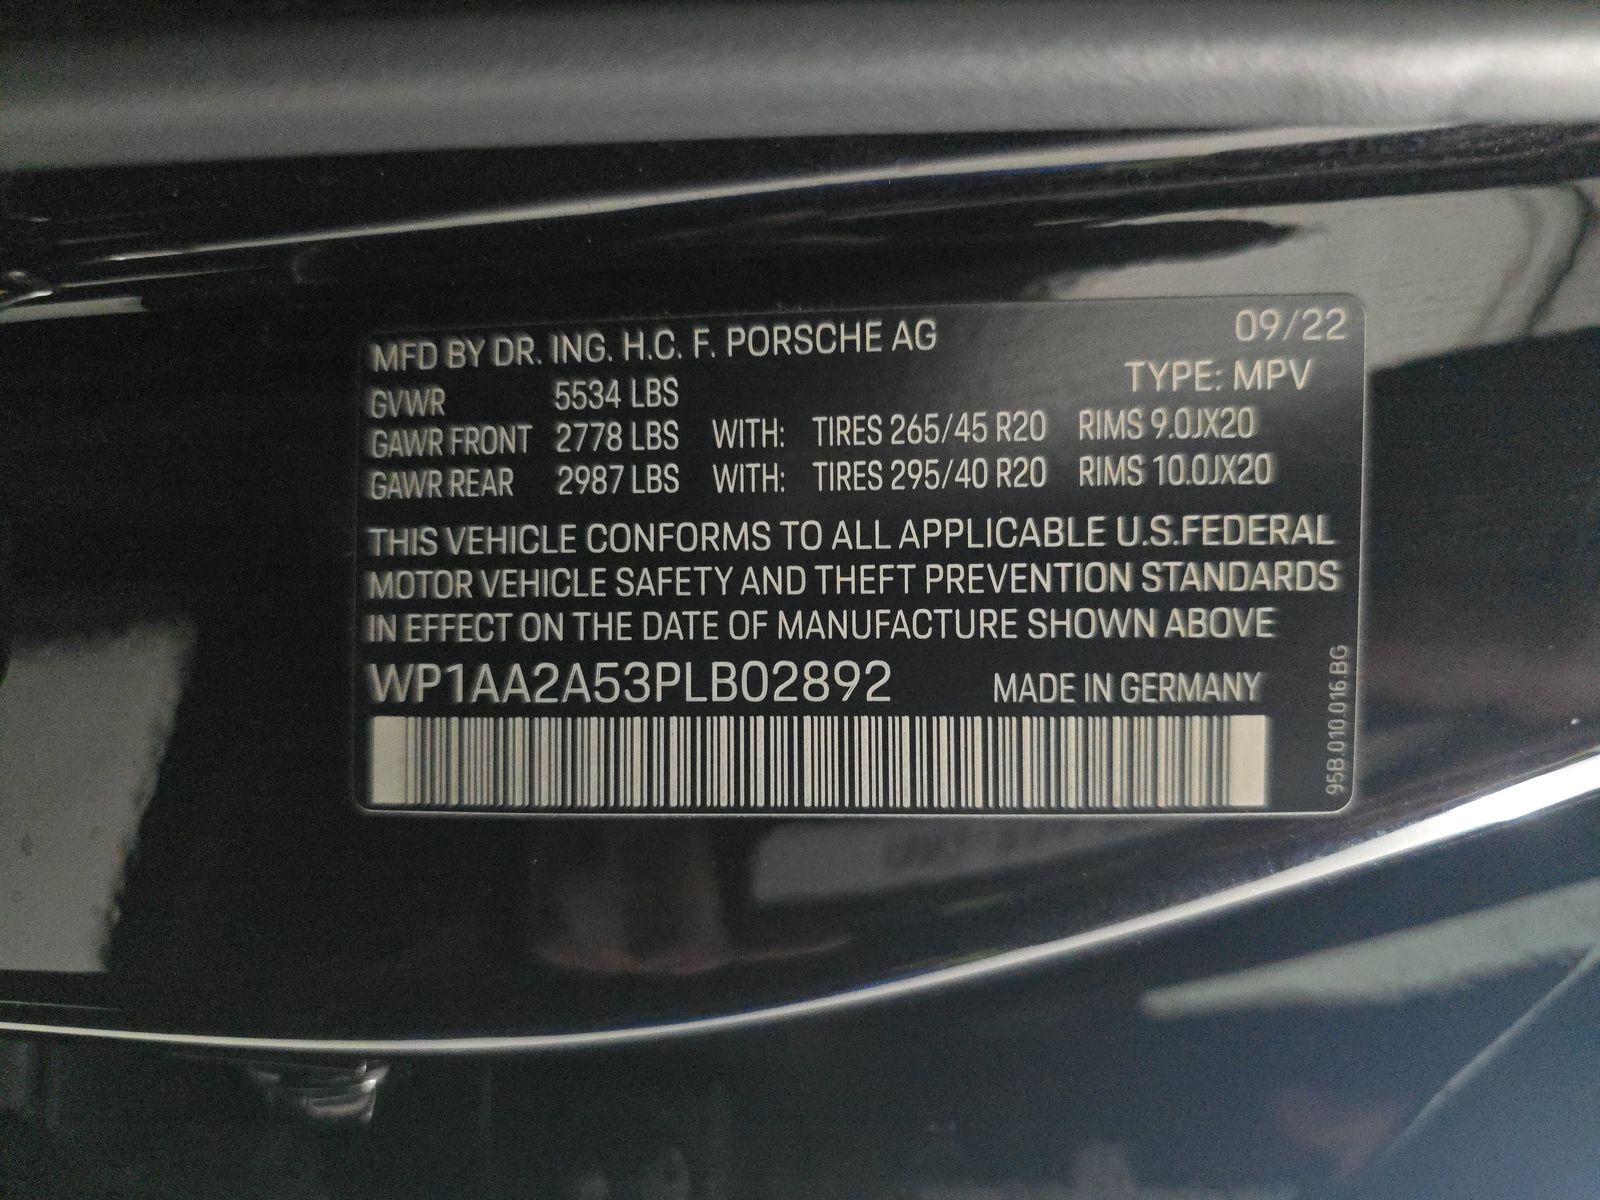 MFD BY DR. ING. H.C. F. PORSCHE AG 09/22
TYPE: MPV
GVWR 5534 LBS
GAWR FRONT 2778 LBS WITH: TIRES 265/45 R20 RIMS 9.0JX20
GAWR REAR 2987 LBS WITH: TIRES 295/40 R20 RIMS 10.0JX20
THIS VEHICLE CONFORMS TO ALL APPLICABLE U.S.FEDERAL
MOTOR VEHICLE SAFETY AND THEFT PREVENTION STANDARDS
IN EFFECT ON THE DATE OF MANUFACTURE SHOWN ABOVE
WP1AA2A53PLB02892 MADE IN GERMANY
95B.010.016.BG